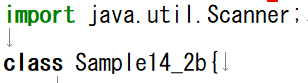 import java.util.Scanner;
↓
class Sample14_2b{↓